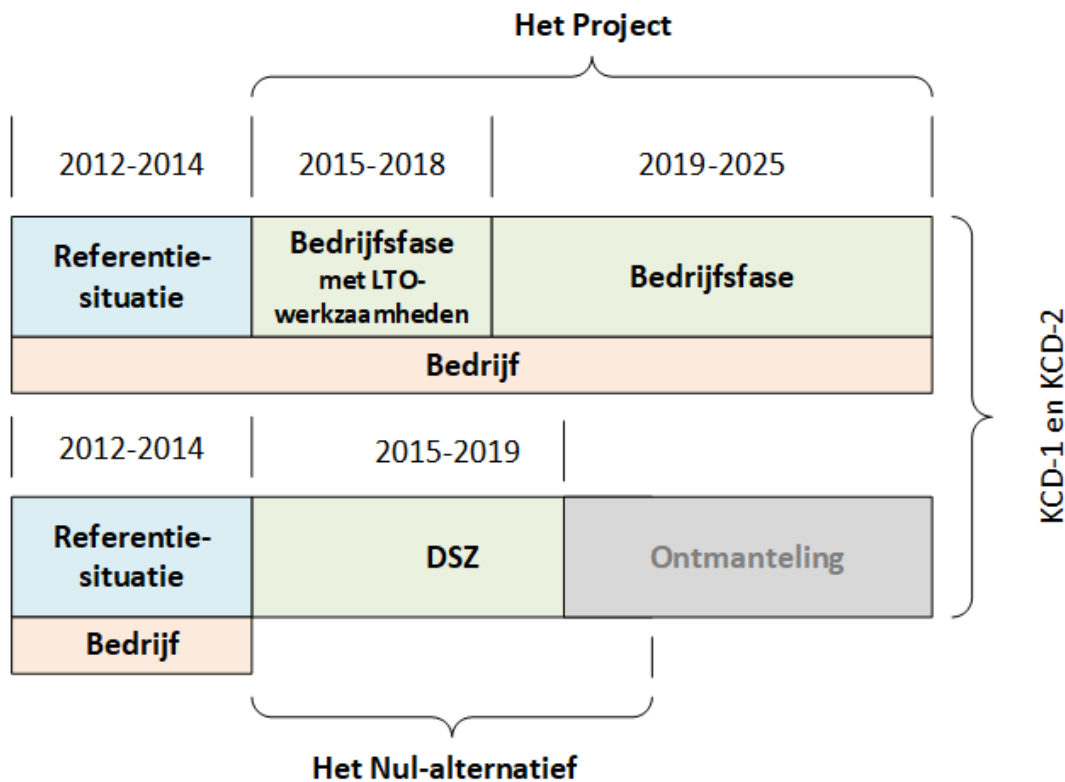 Het Project
2012-2014
2015-2018
2019-2025
Referentie-
situatie
Bedrijfsfase
met LTO-
werkzaamheden
Bedrijfsfase
Bedrijf
KCD-1 en KCD-2
2012-2014
2015-2019
Referentie-
situatie
DSZ
Ontmanteling
Bedrijf
Het Nul-alternatief